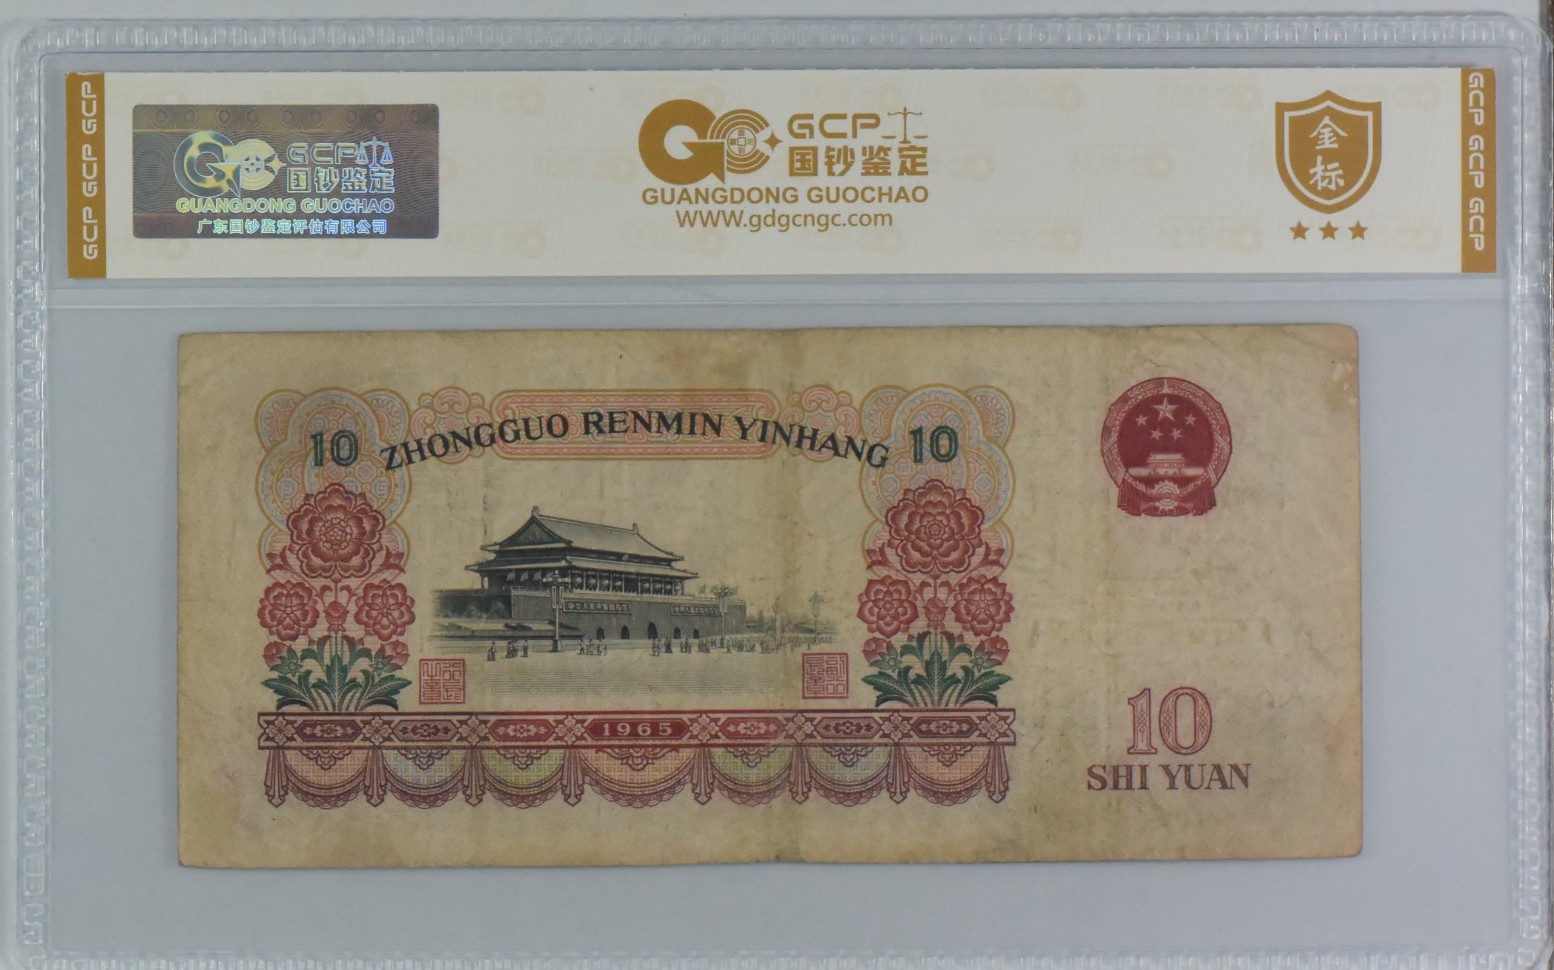 GCP GCP GCP
GCP
国钞鉴定
GUANGDONG GUOCHAO
广东国钞鉴定评估有限公司
GCP
国钞鉴定
GUANGDONG GUOCHAO
WWW.gdgcngc.com
金
标
GCP GCP GCP
10 ZHONGGUO RENMIN YINHANG 10
1965
10
SHI YUAN